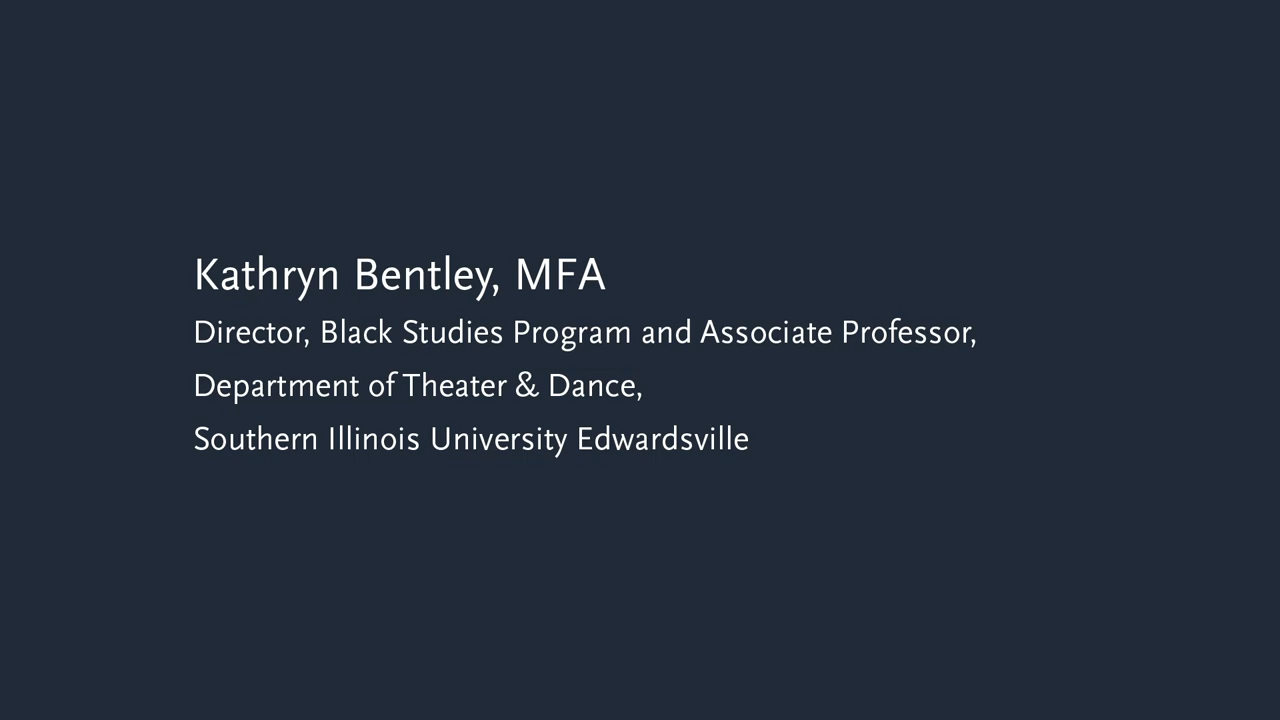 Kathryn Bentley, MFA
Director, Black Studies Program and Associate Professor,
Department of Theater & Dance,
Southern Illinois University Edwardsville